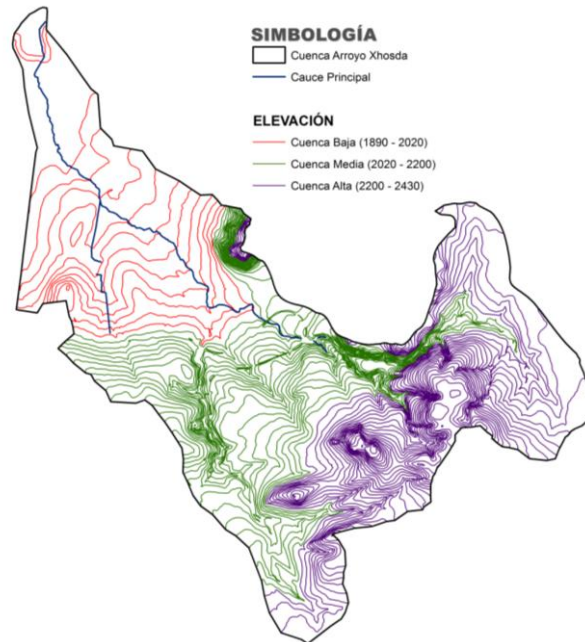 SIMBOLOGÍA
Cuenca Arroyo Xhosda
Cauce Principal
ELEVACIÓN
Cuenca Baja (1890 - 2020)
Cuenca Media (2020 - 2200)
Cuenca Alta (2200 - 2430)